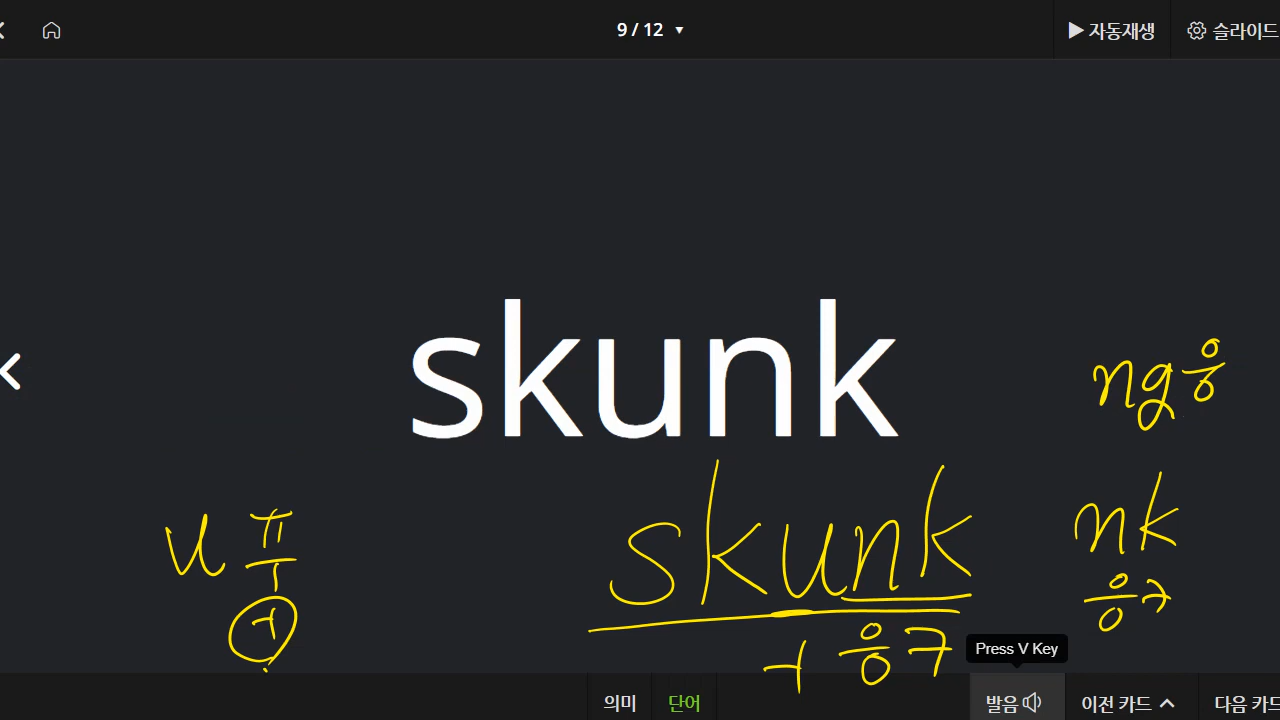 9 / 12 ▼ ▶ 자동재생 슬라이드
skunk
ng 응
skunk
nk
u ㅠ
ㅜ
ㅓ
응ㅋ
ㅓ 응ㅋ
Press V Key
의미 단어 발음 이전 카드 다음 카드